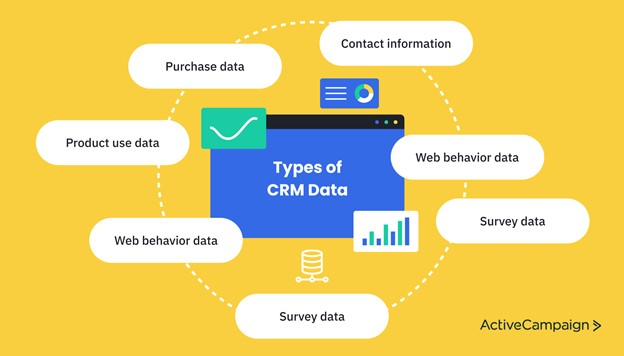 Contact information
Purchase data
Product use data
Types of
CRM Data
Web behavior data
Web behavior data
Survey data
Survey data
ActiveCampaign